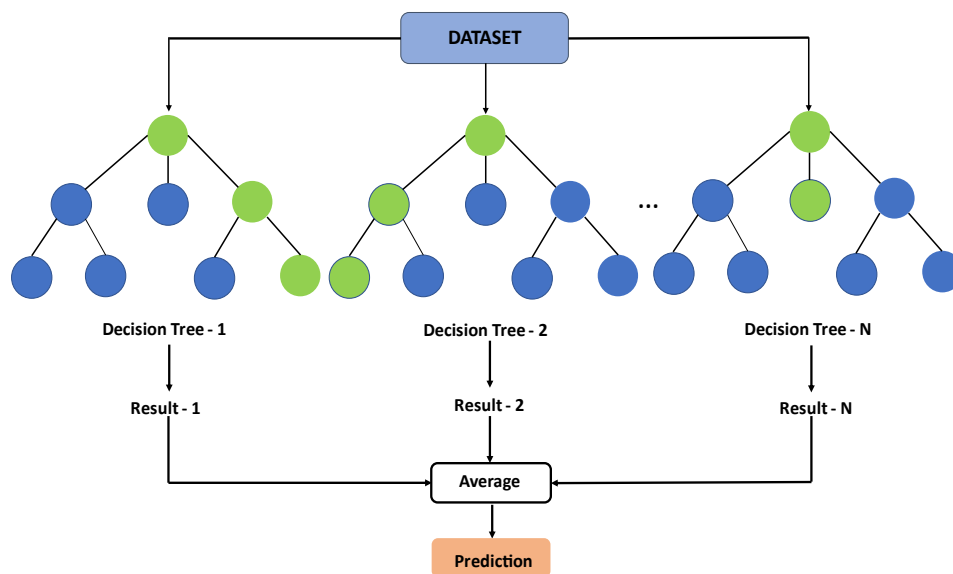 DATASET
...
Decision Tree - 1
Decision Tree - 2
Decision Tree - N
Result - 1
Result - 2
Result - N
Average
Prediction